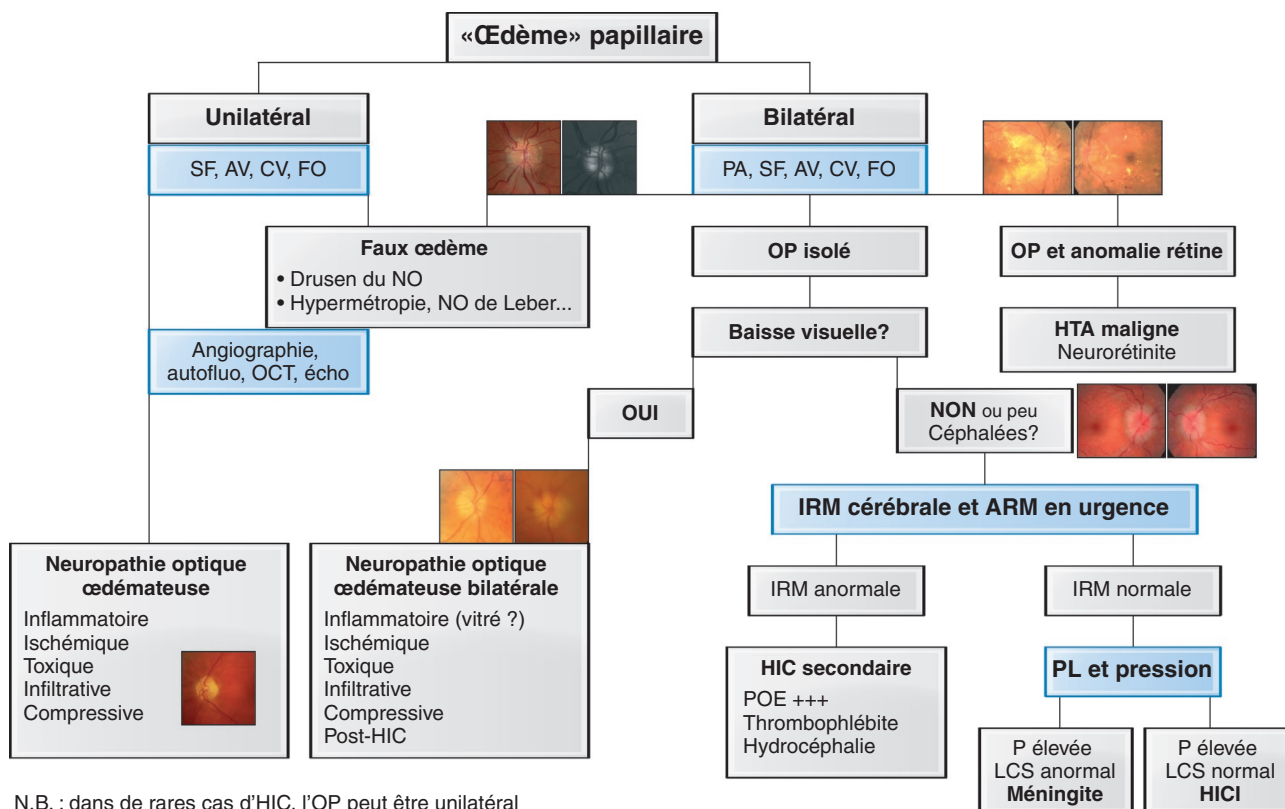 «Œdème» papillaire
Unilatéral
SF, AV, CV, FO
Bilatéral
PA, SF, AV, CV, FO
Faux œdème
• Drusen du NO
• Hypermétropie, NO de Leber...
OP isolé
OP et anomalie rétine
Angiographie,
autofluo, OCT, écho
Baisse visuelle?
HTA maligne
Neurorétinite
OUI
NON ou peu
Céphalées?
IRM cérébrale et ARM en urgence
Neuropathie optique
œdémateuse
Inflammatoire
Ischémique
Toxique
Infiltrative
Compressive
Neuropathie optique
œdémateuse bilatérale
Inflammatoire (vitré ?)
Ischémique
Toxique
Infiltrative
Compressive
Post-HIC
IRM anormale
IRM normale
HIC secondaire
POE +++
Thrombophlébite
Hydrocéphalie
PL et pression
P élevée
LCS anormal
Méningite
P élevée
LCS normal
HICI
N.B. : dans de rares cas d'HIC, l'OP peut être unilatéral